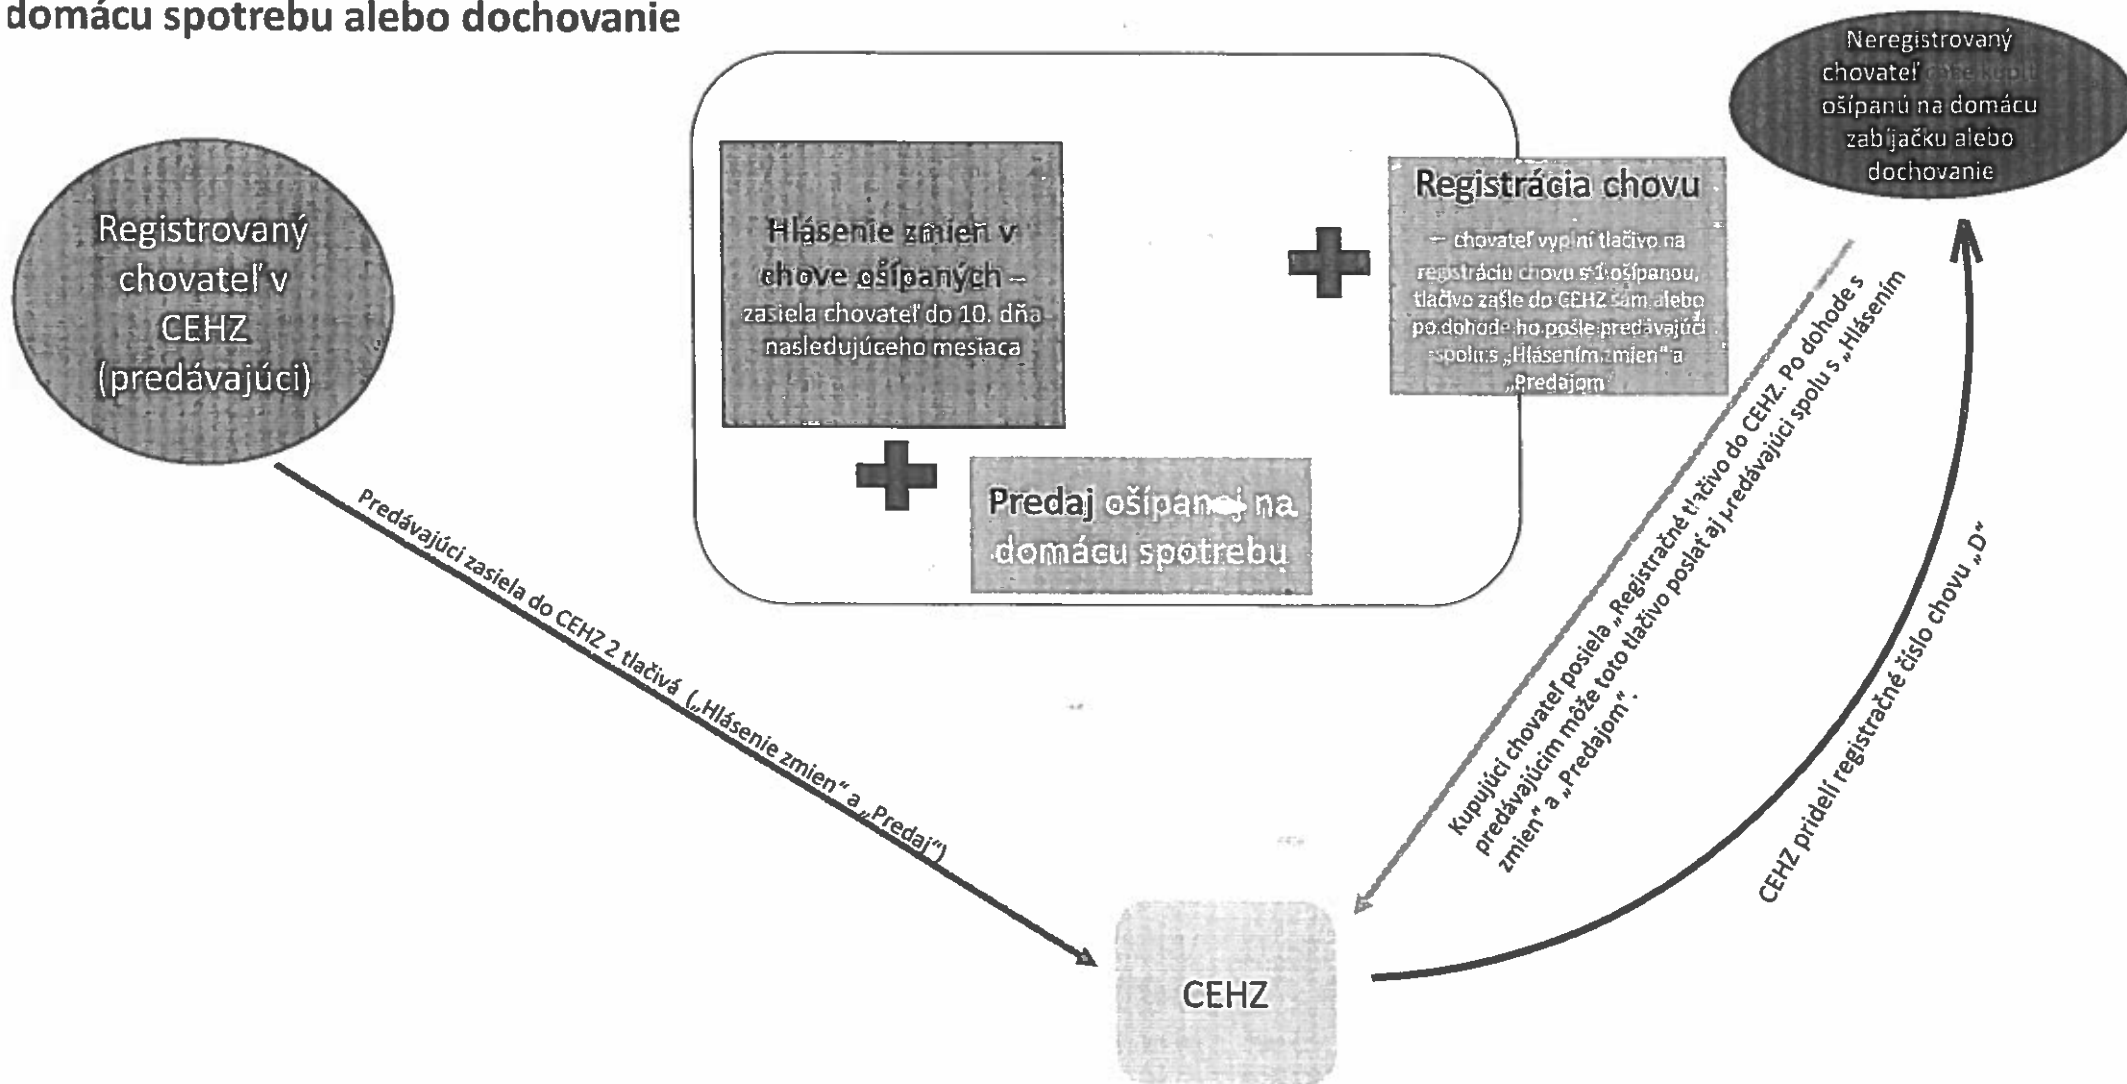 domácu spotrebu alebo dochovanie
Neregistrovaný
chovateľ chce kúpiť
ošípanú na domácu
zabíjačku alebo
dochovanie
Registrovaný
chovateľ v
CEHZ
(predávajúci)
Hlásenie zmien v
chove ošípaných –
zasiela chovateľ do 10. dňa
nasledujúceho mesiaca
Registrácia chovu
– chovateľ vyplní tlačivo na
registráciu chovu s 1 ošípanou,
tlačivo zašle do CEHZ sám alebo
po dohode ho pošle predávajúci
spolu s „Hlásením zmien“ a
„Predajom
Predaj ošípanej na
domácu spotrebu
Predávajúci zasiela do CEHZ 2 tlačivá („Hlásenie zmien“ a „Predaj“)
Kupujúci chovateľ posiela „Registračné tlačivo do CEHZ. Po dohode s
predávajúcim môže toto tlačivo poslať aj predávajúci spolu s „Hlásením
zmien“ a „Predajom“.
CEHZ pridelí registračné číslo chovu „D“
CEHZ